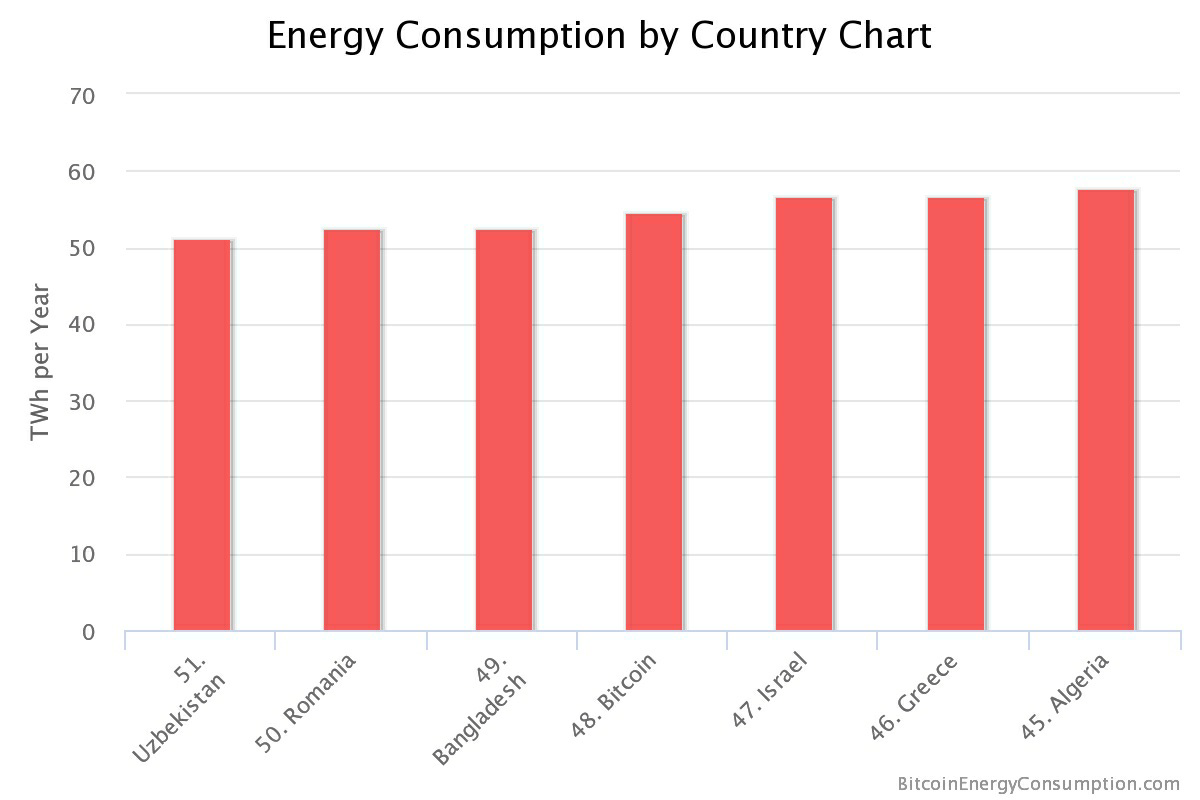 Energy Consumption by Country Chart
70
60
50
40
30
20
10
0
TWh per Year
51.
Uzbekistan
50. Romania
49.
Bangladesh
48. Bitcoin
47. Israel
46. Greece
45. Algeria
BitcoinEnergyConsumption.com